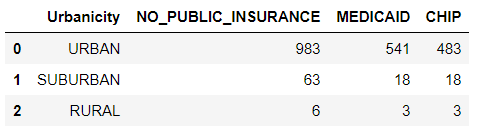 Urbanicity NO_PUBLIC_INSURANCE MEDICAID CHIP
0 URBAN 983 541 483
1 SUBURBAN 63 18 18
2 RURAL 6 3 3